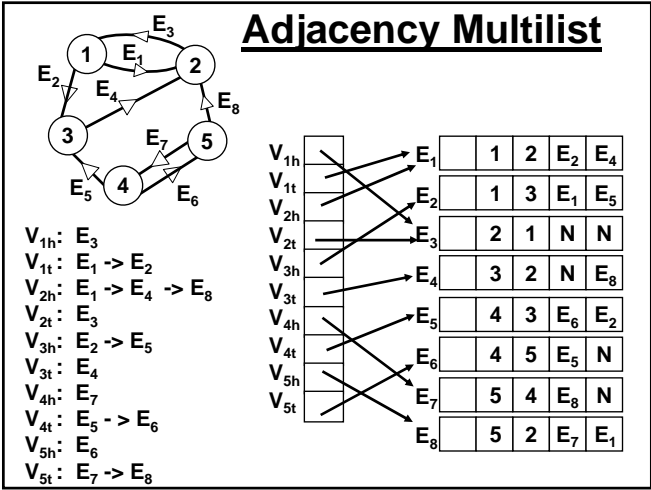 Adjacency Multilist
E3
1
E1
2
E2
E4
E8
3
E7
5
4
E5
E6
V1h: E3
V1t: E1 -> E2
V2h: E1 -> E4 -> E8
V2t: E3
V3h: E2 -> E5
V3t: E4
V4h: E7
V4t: E5 - > E6
V5h: E6
V5t: E7 -> E8
V1h
V1t
V2h
V2t
V3h
V3t
V4h
V4t
V5h
V5t
E1 1 2 E2 E4
E2 1 3 E1 E5
E3 2 1 N N
E4 3 2 N E8
E5 4 3 E6 E2
E6 4 5 E5 N
E7 5 4 E8 N
E8 5 2 E7 E1